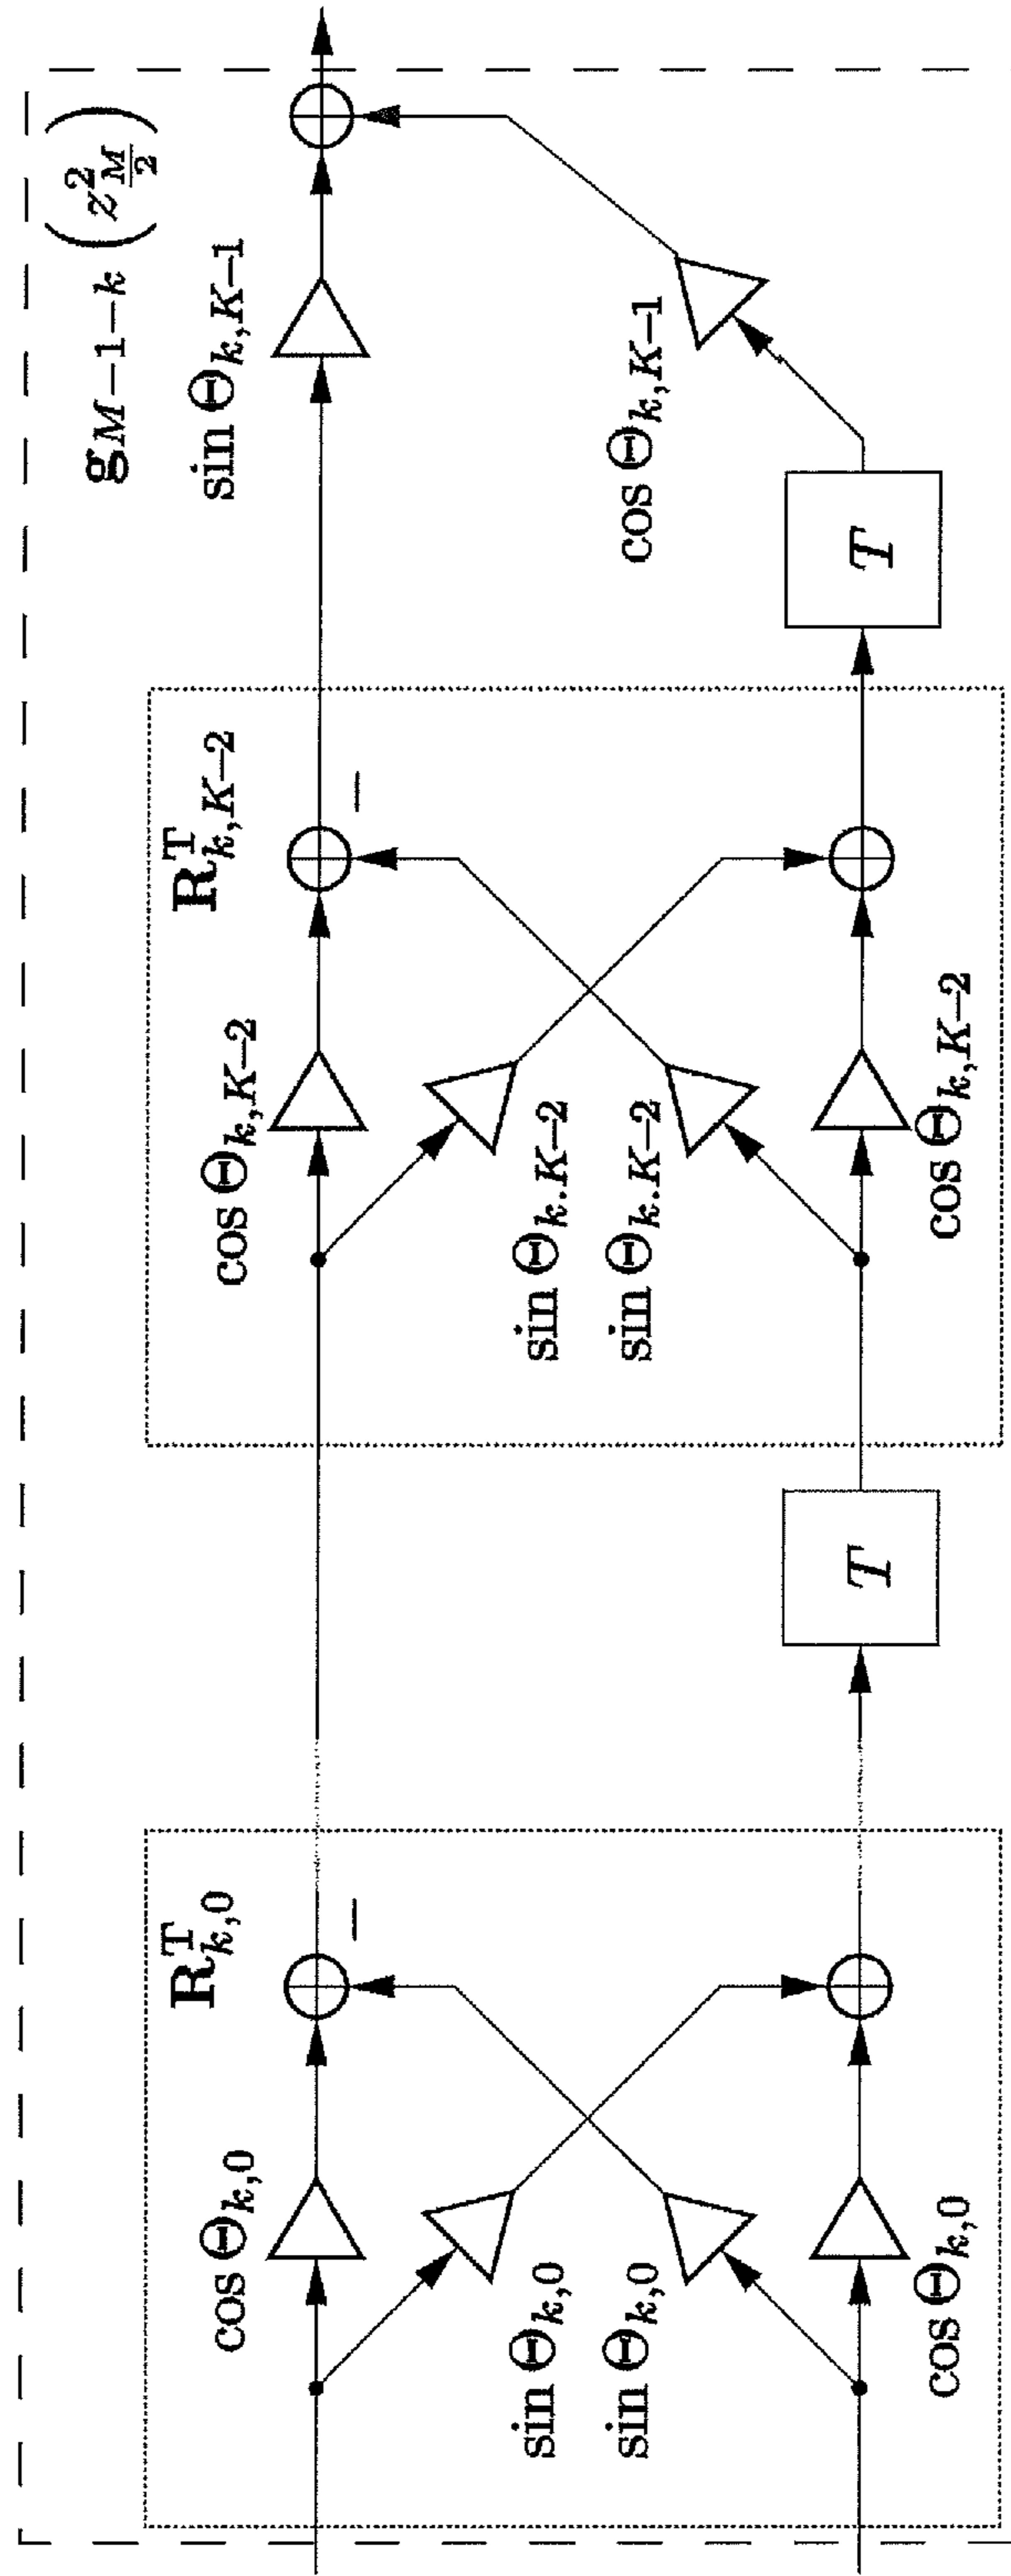 g_{M−1−k} (z²_{M/2})
R^T_{k,0}
cos Θ_{k,0}
sin Θ_{k,0}
sin Θ_{k,0}
cos Θ_{k,0}
−
T
R^T_{k,K−2}
cos Θ_{k,K−2}
sin Θ_{k.K−2}
sin Θ_{k.K−2}
cos Θ_{k,K−2}
−
T
sin Θ_{k,K−1}
cos Θ_{k,K−1}